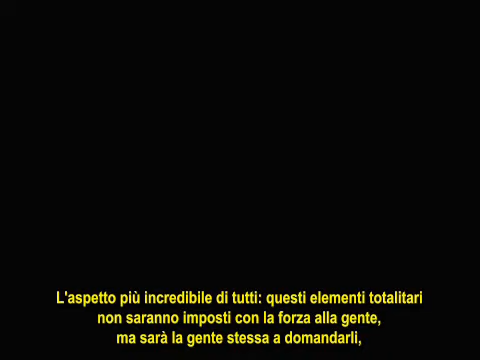 L'aspetto più incredibile di tutti: questi elementi totalitari
non saranno imposti con la forza alla gente,
ma sarà la gente stessa a domandarli,